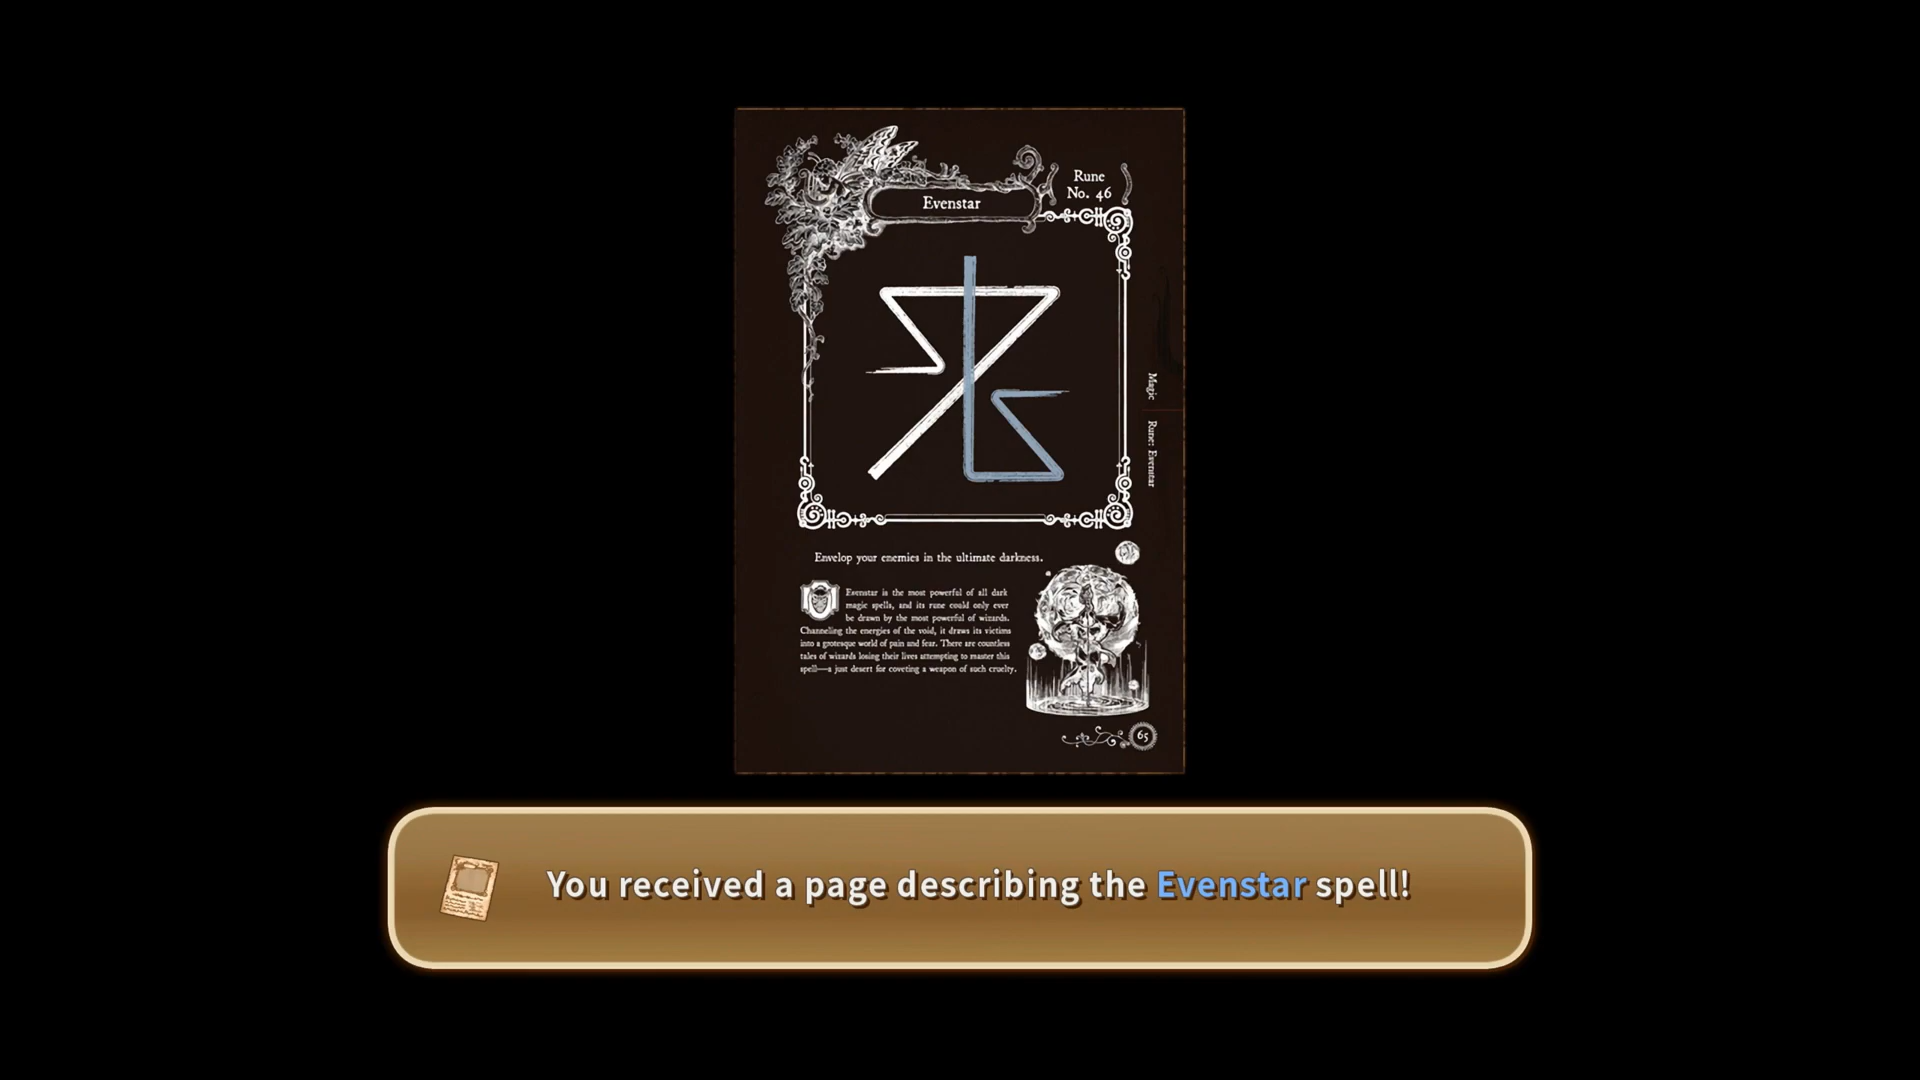 Evenstar
Rune
No. 46
Magic
Rune: Evenstar
Envelop your enemies in the ultimate darkness.
Evenstar is the most powerful of all dark
magic spells, and its rune could only ever
be drawn by the most powerful of wizards.
Channeling the energies of the void, it draws its victims
into a grotesque world of pain and fear. There are countless
tales of wizards losing their lives attempting to master this
spell—a just desert for coveting a weapon of such cruelty.
65
You received a page describing the Evenstar spell!